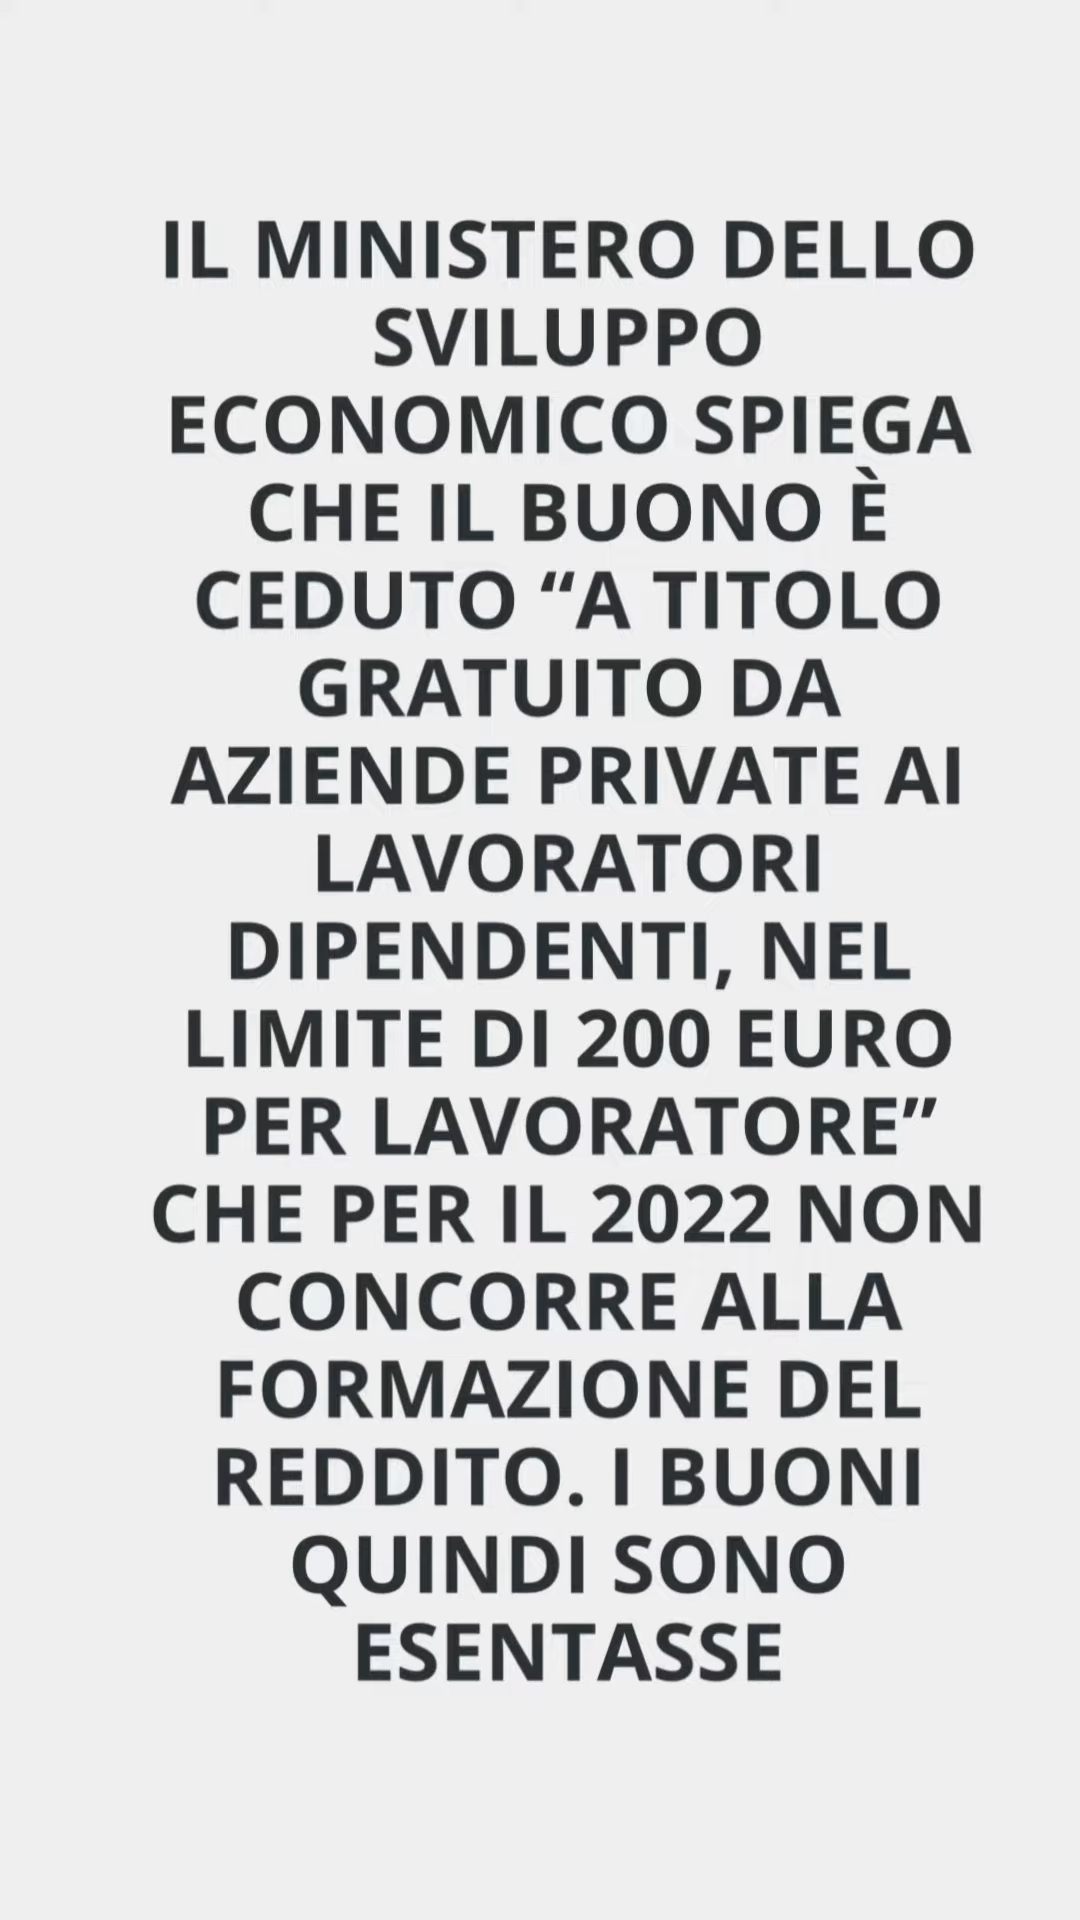 IL MINISTERO DELLO
SVILUPPO
ECONOMICO SPIEGA
CHE IL BUONO È
CEDUTO “A TITOLO
GRATUITO DA
AZIENDE PRIVATE AI
LAVORATORI
DIPENDENTI, NEL
LIMITE DI 200 EURO
PER LAVORATORE”
CHE PER IL 2022 NON
CONCORRE ALLA
FORMAZIONE DEL
REDDITO. I BUONI
QUINDI SONO
ESENTASSE